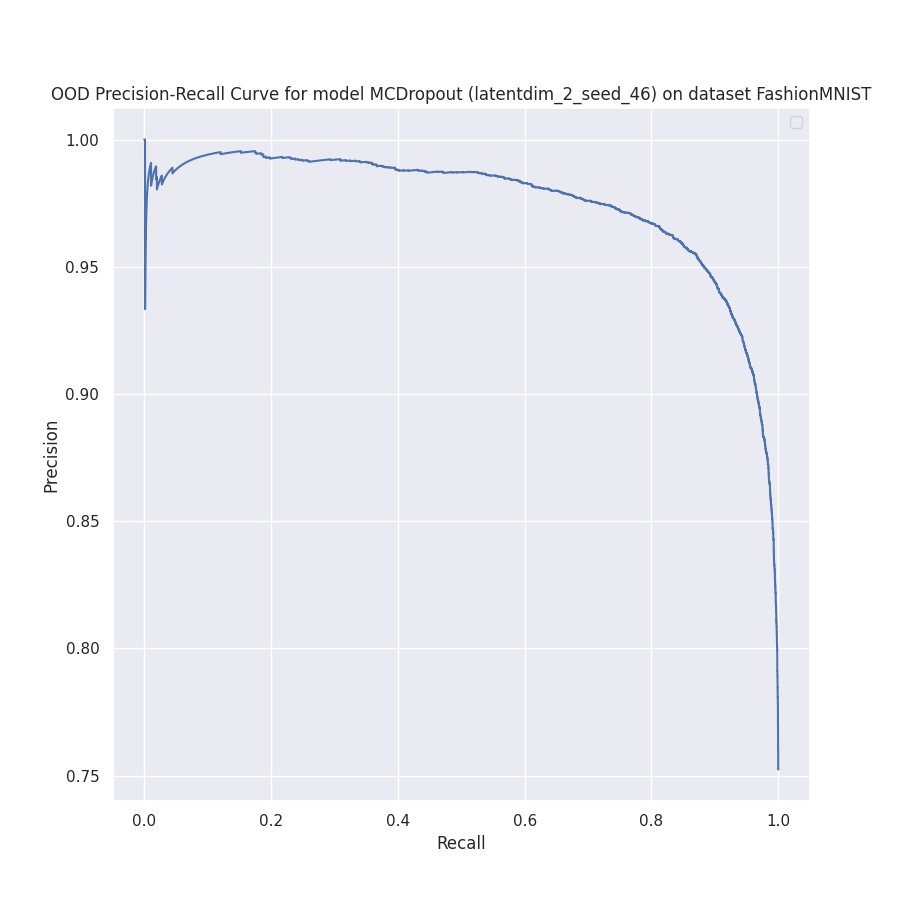 OOD Precision-Recall Curve for model MCDropout (latentdim_2_seed_46) on dataset FashionMNIST
1.00
0.95
0.90
0.85
0.80
0.75
Precision
0.0 0.2 0.4 0.6 0.8 1.0
Recall